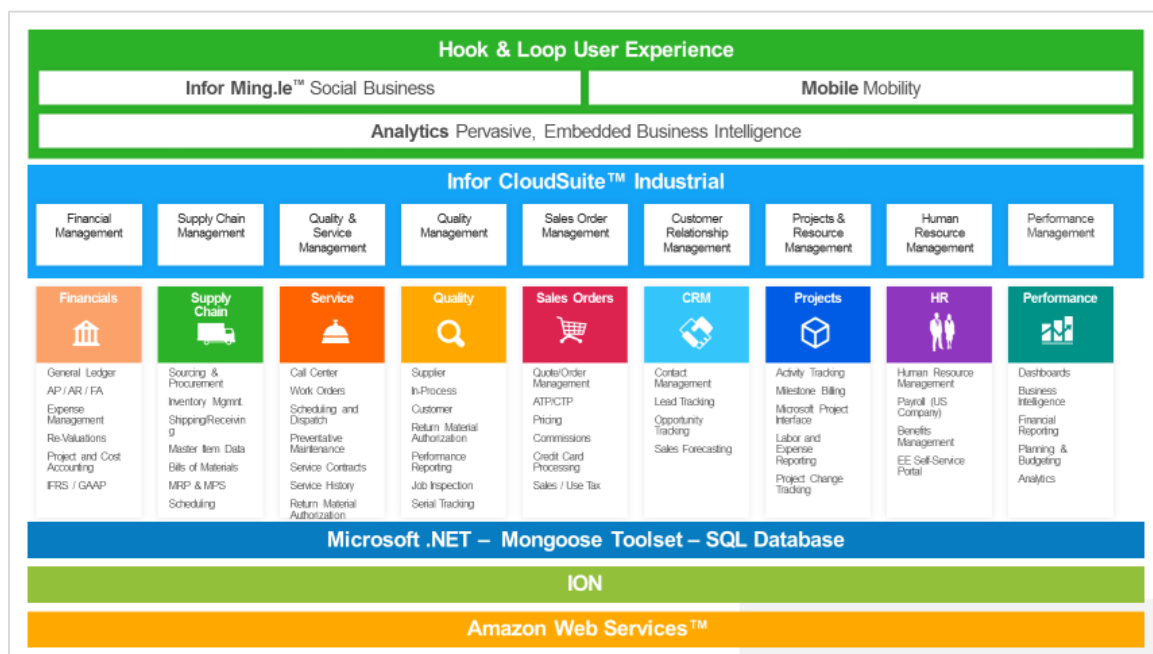 Hook & Loop User Experience
Infor Ming.le™ Social Business
Mobile Mobility
Analytics Pervasive, Embedded Business Intelligence
Infor CloudSuite™ Industrial
Financial
Management
Supply Chain
Management
Quality &
Service
Management
Quality
Management
Sales Order
Management
Customer
Relationship
Management
Projects &
Resource
Management
Human
Resource
Management
Performance
Management
Financials
General Ledger
AP / AR / FA
Expense
Management
Re-Valuations
Project and Cost
Accounting
IFRS / GAAP
Supply
Chain
Sourcing &
Procurement
Inventory Mgmnt.
Shipping/Receivin
g
Master Item Data
Bills of Materials
MRP & MPS
Scheduling
Service
Call Center
Work Orders
Scheduling and
Dispatch
Preventative
Maintenance
Service Contracts
Service History
Return Material
Authorization
Quality
Supplier
In-Process
Customer
Return Material
Authorization
Performance
Reporting
Job Inspection
Serial Tracking
Sales Orders
Quote/Order
Management
ATP/CTP
Pricing
Commissions
Credit Card
Processing
Sales / Use Tax
CRM
Contact
Management
Lead Tracking
Opportunity
Tracking
Sales Forecasting
Projects
Activity Tracking
Milestone Billing
Microsoft Project
Interface
Labor and
Expense
Reporting
Project Change
Tracking
HR
Human Resource
Management
Payroll (US
Company)
Benefits
Management
EE Self-Service
Portal
Performance
Dashboards
Business
Intelligence
Financial
Reporting
Planning &
Budgeting
Analytics
Microsoft .NET – Mongoose Toolset – SQL Database
ION
Amazon Web Services™